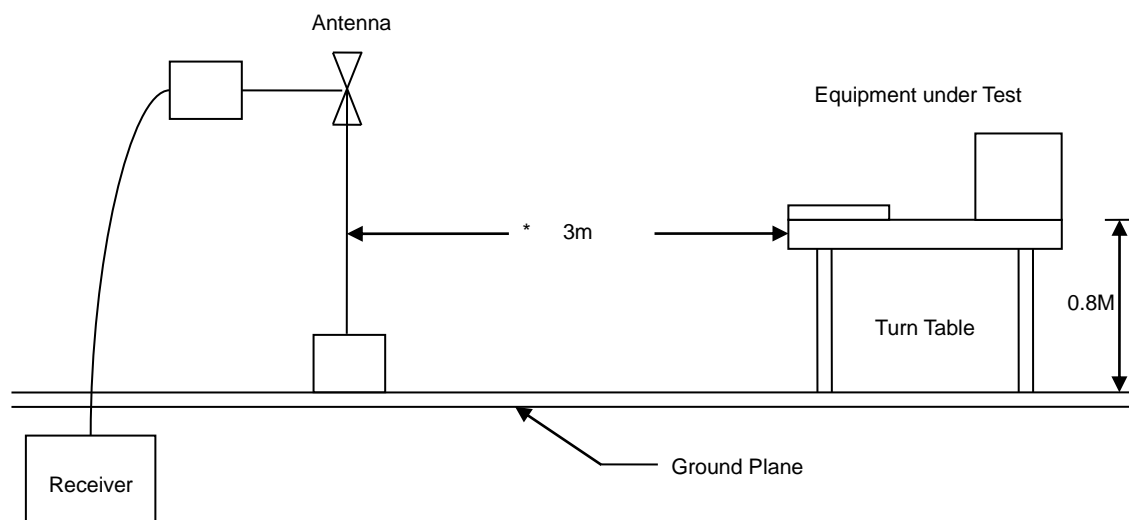 Antenna
Equipment under Test
* 3m
0.8M
Turn Table
Ground Plane
Receiver